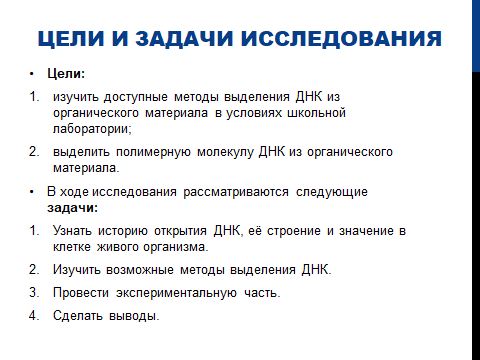 ЦЕЛИ И ЗАДАЧИ ИССЛЕДОВАНИЯ
• Цели:
1. изучить доступные методы выделения ДНК из
органического материала в условиях школьной
лаборатории;
2. выделить полимерную молекулу ДНК из органического
материала.
• В ходе исследования рассматриваются следующие
задачи:
1. Узнать историю открытия ДНК, её строение и значение в
клетке живого организма.
2. Изучить возможные методы выделения ДНК.
3. Провести экспериментальную часть.
4. Сделать выводы.